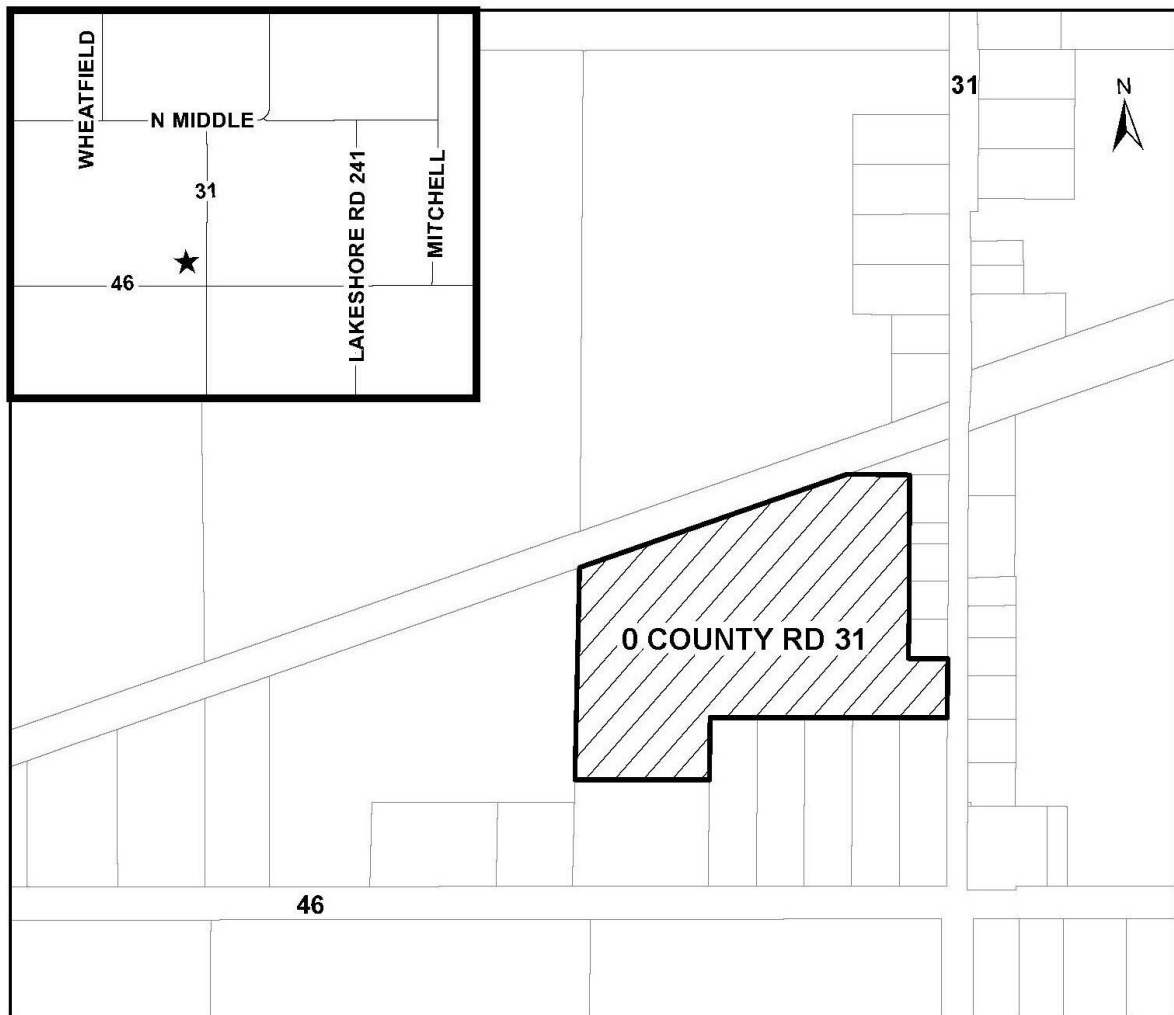 WHEATFIELD
N MIDDLE
31
LAKESHORE RD 241
MITCHELL
46
31
N
0 COUNTY RD 31
46